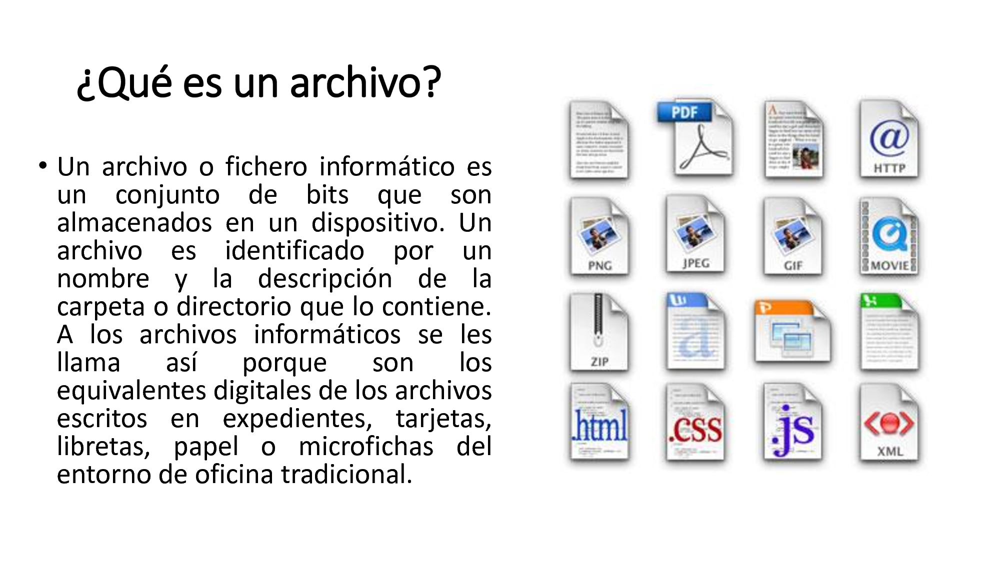 ¿Qué es un archivo?
• Un archivo o fichero informático es
un conjunto de bits que son
almacenados en un dispositivo. Un
archivo es identificado por un
nombre y la descripción de la
carpeta o directorio que lo contiene.
A los archivos informáticos se les
llama así porque son los
equivalentes digitales de los archivos
escritos en expedientes, tarjetas,
libretas, papel o microfichas del
entorno de oficina tradicional.
PDF
A
@
HTTP
PNG
JPEG
GIF
MOVIE
ZIP
W
a
P
X
.html
.css
.js
XML